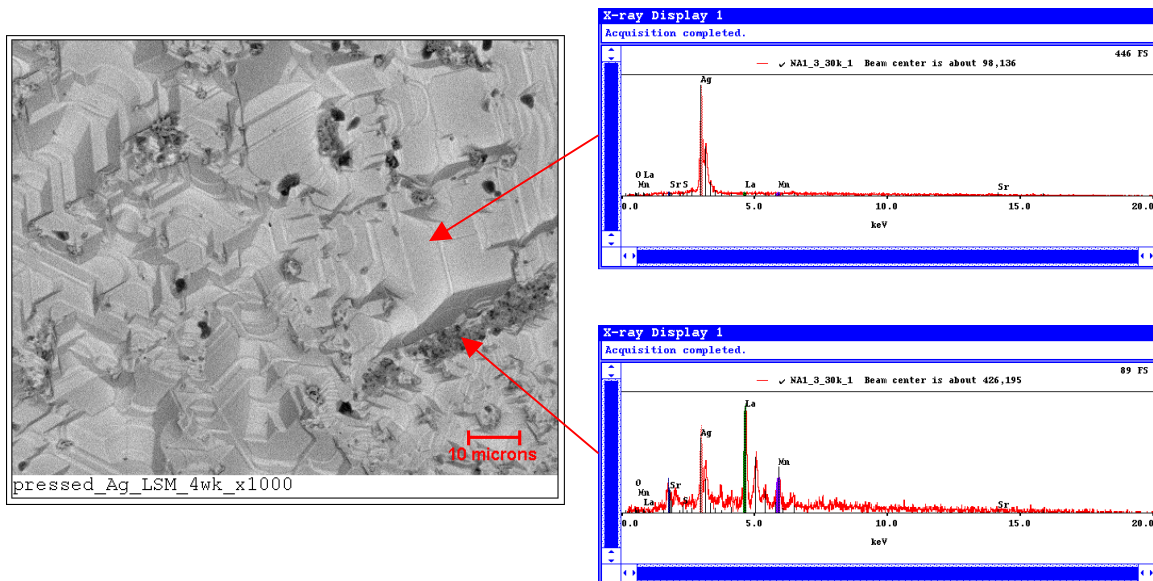 10 microns
pressed_Ag_LSM_4wk_x1000
X-ray Display 1
Acquisition completed.
446 FS
NA1_3_30k_1 Beam center is about 98,136
Ag
O La
Mn
Sr S
La
Mn
Sr
0.0 5.0 10.0 15.0 20.0
keV
X-ray Display 1
Acquisition completed.
89 FS
NA1_3_30k_1 Beam center is about 426,195
La
Ag
Mn
O
Mn
La
Sr
S
Sr
0.0 5.0 10.0 15.0 20.0
keV